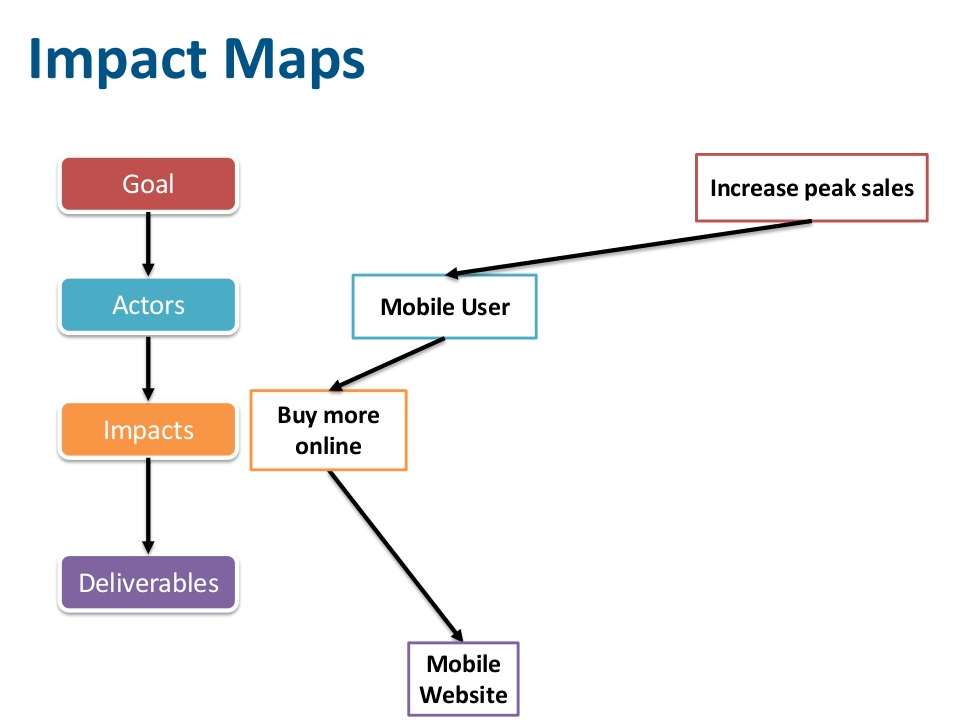 Impact Maps
Goal
Increase peak sales
Actors
Mobile User
Impacts
Buy more
online
Deliverables
Mobile
Website